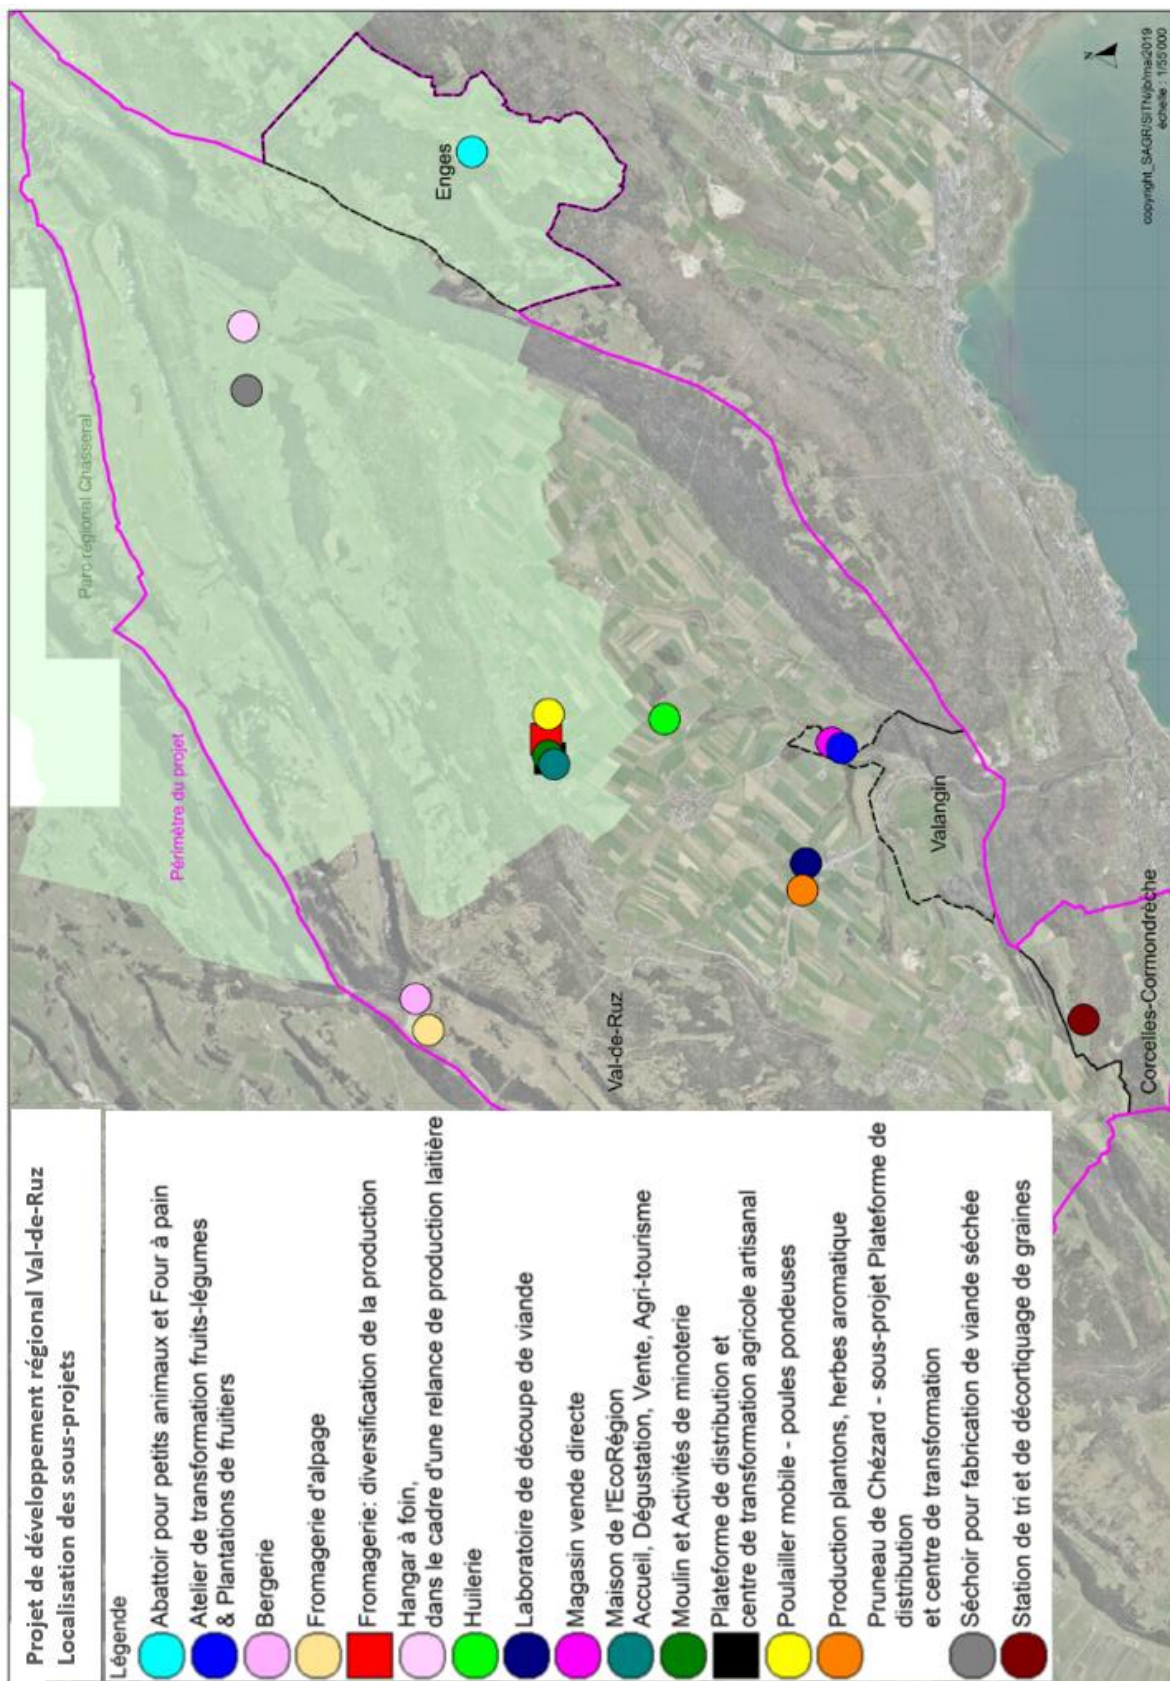 Projet de développement régional Val-de-Ruz
Localisation des sous-projets
Légende
Abattoir pour petits animaux et Four à pain
Atelier de transformation fruits-légumes
& Plantations de fruitiers
Bergerie
Fromagerie d'alpage
Fromagerie: diversification de la production
Hangar à foin,
dans le cadre d'une relance de production laitière
Huilerie
Laboratoire de découpe de viande
Magasin vende directe
Maison de l'EcoRégion
Accueil, Dégustation, Vente, Agri-tourisme
Moulin et Activités de minoterie
Plateforme de distribution et
centre de transformation agricole artisanal
Poulailler mobile - poules pondeuses
Production plantons, herbes aromatique
Pruneau de Chézard - sous-projet Plateforme de
distribution
et centre de transformation
Séchoir pour fabrication de viande séchée
Station de tri et de décortiquage de graines
Périmètre du projet
Parc régional Chasseral
Enges
Val-de-Ruz
Valangin
Corcelles-Cormondrèche
N
copyright_SAGR/SITN/jb/mai2019
échelle : 1/55'000